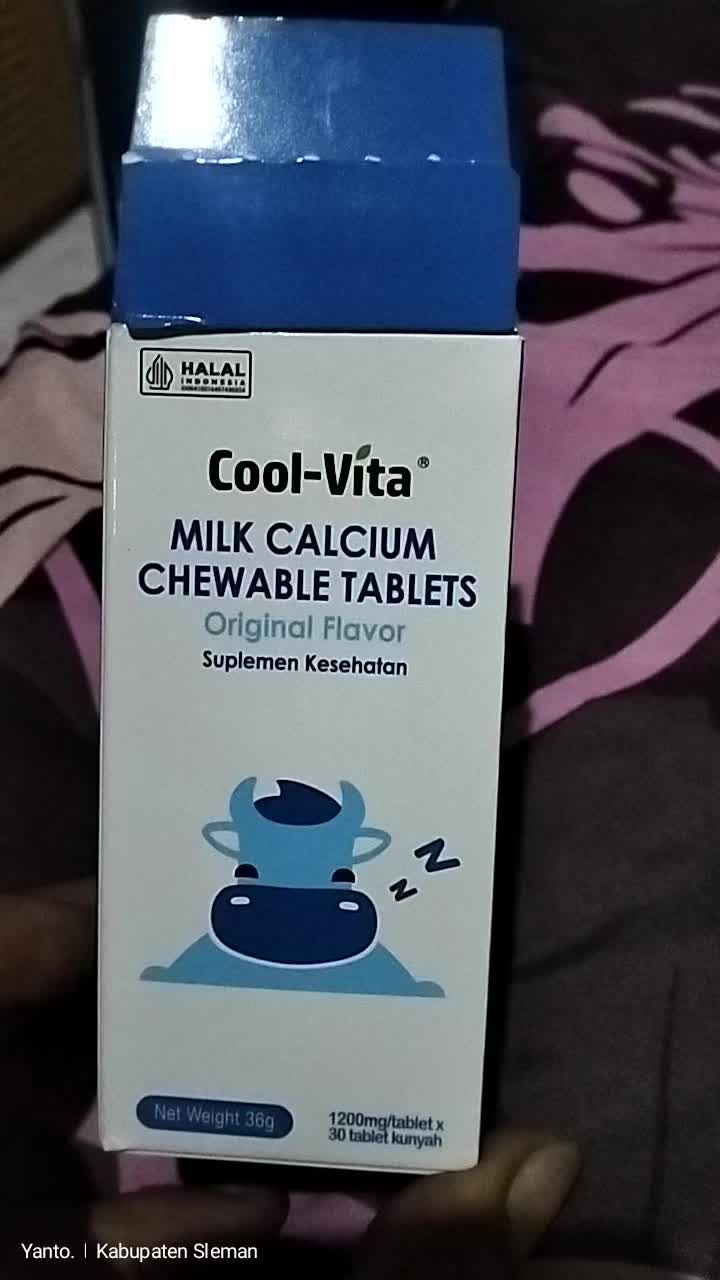 HALAL
INDONESIA
Cool-Vita®
MILK CALCIUM
CHEWABLE TABLETS
Original Flavor
Suplemen Kesehatan
Z
Z
Net Weight 36g
1200mg/tablet x
30 tablet kunyah
Yanto. | Kabupaten Sleman